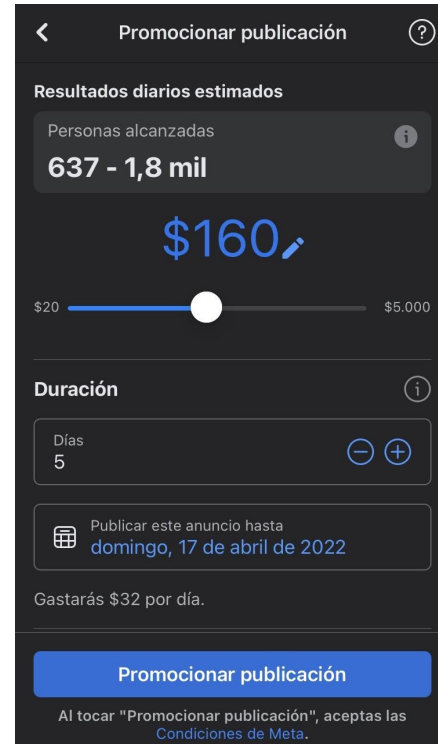 Promocionar publicación
Resultados diarios estimados
Personas alcanzadas
637 - 1,8 mil
$160
$20 $5.000
Duración
Días
5
Publicar este anuncio hasta
domingo, 17 de abril de 2022
Gastarás $32 por día.
Promocionar publicación
Al tocar "Promocionar publicación", aceptas las
Condiciones de Meta.